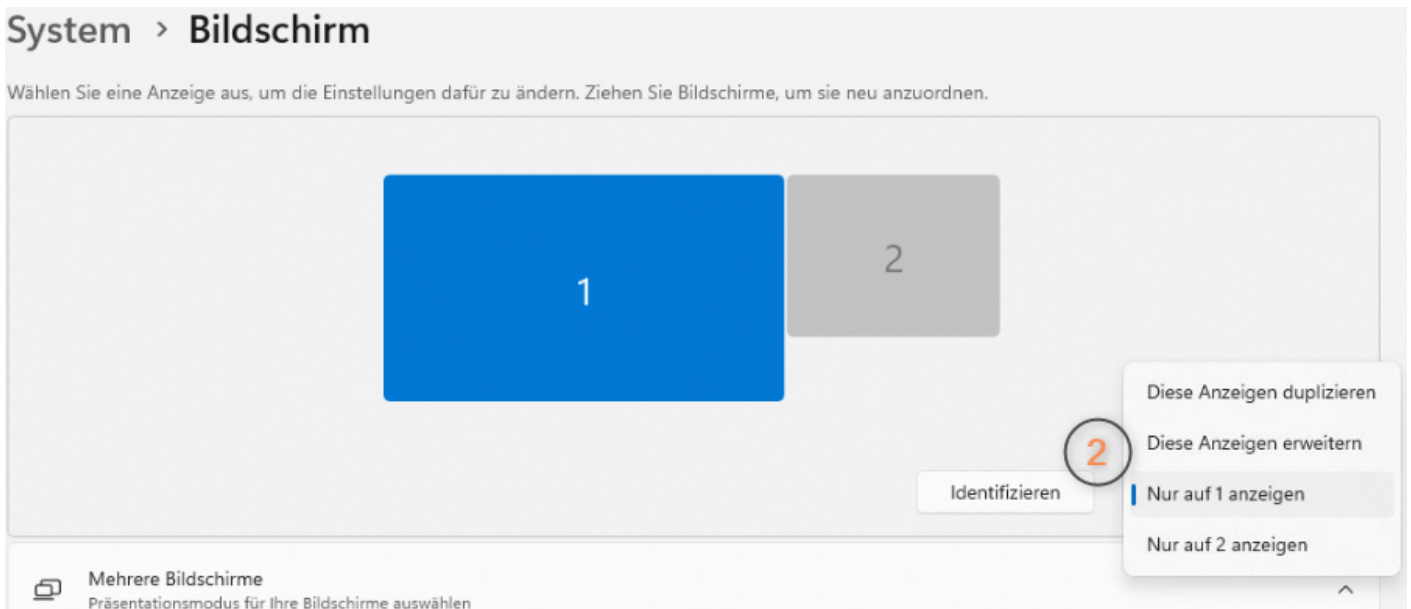 System > Bildschirm
Wählen Sie eine Anzeige aus, um die Einstellungen dafür zu ändern. Ziehen Sie Bildschirme, um sie neu anzuordnen.
1
2
Diese Anzeigen duplizieren
2
Diese Anzeigen erweitern
Identifizieren
Nur auf 1 anzeigen
Nur auf 2 anzeigen
Mehrere Bildschirme
Präsentationsmodus für Ihre Bildschirme auswählen